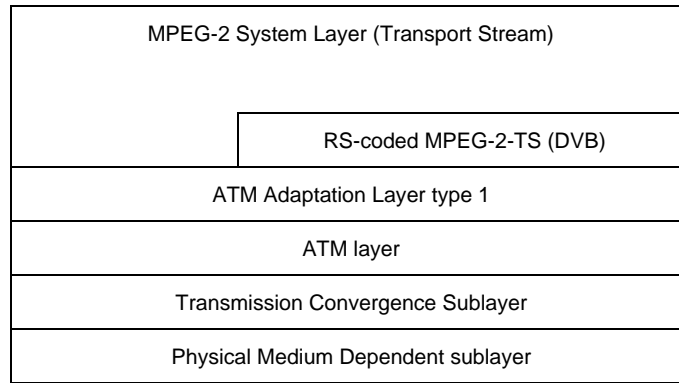 MPEG-2 System Layer (Transport Stream)
RS-coded MPEG-2-TS (DVB)
ATM Adaptation Layer type 1
ATM layer
Transmission Convergence Sublayer
Physical Medium Dependent sublayer